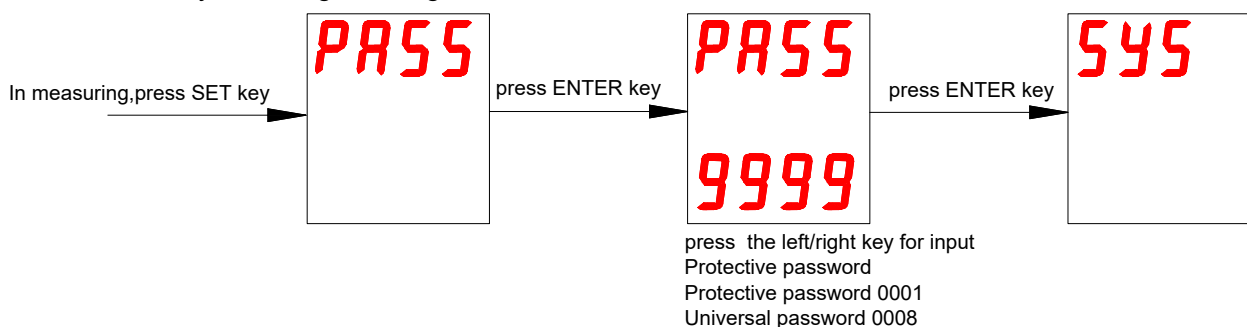 PASS
PASS
SYS
In measuring,press SET key
press ENTER key
press ENTER key
9999
press the left/right key for input
Protective password
Protective password 0001
Universal password 0008